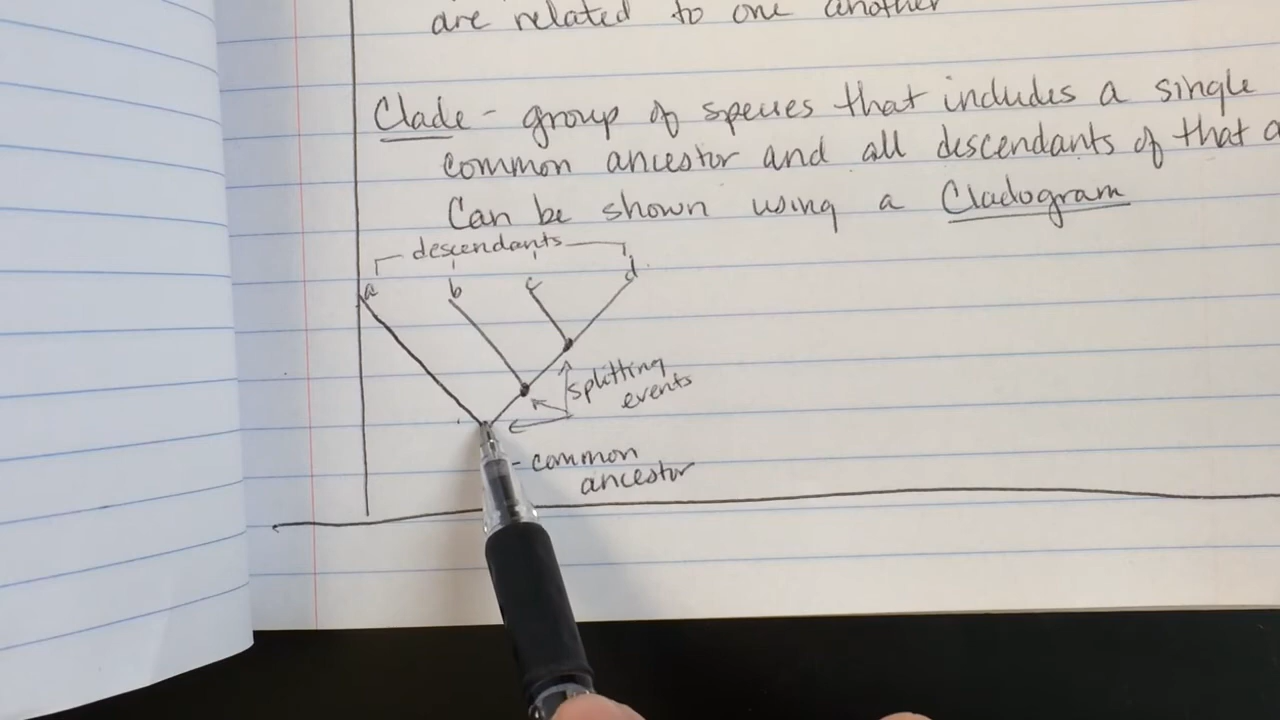 are related to one another
Clade - group of species that includes a single
common ancestor and all descendants of that
Can be shown using a Cladogram
descendants
a b c d
splitting
events
- common
ancestor